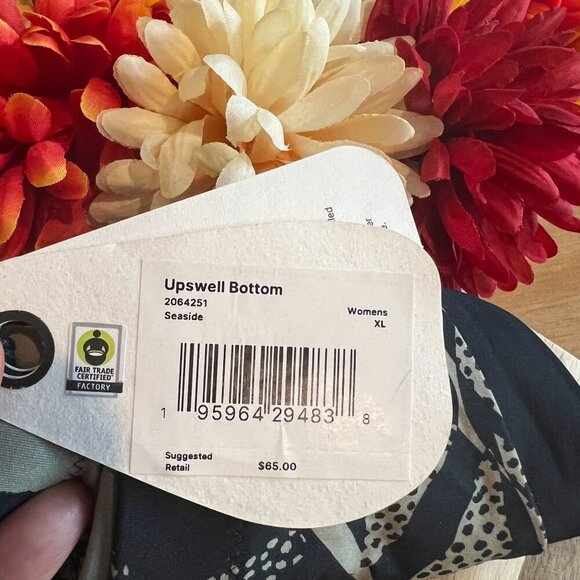 Upswell Bottom
2064251
Seaside
Womens
XL
1 95964 29483 8
Suggested
Retail
$65.00
FAIR TRADE
CERTIFIED
FACTORY